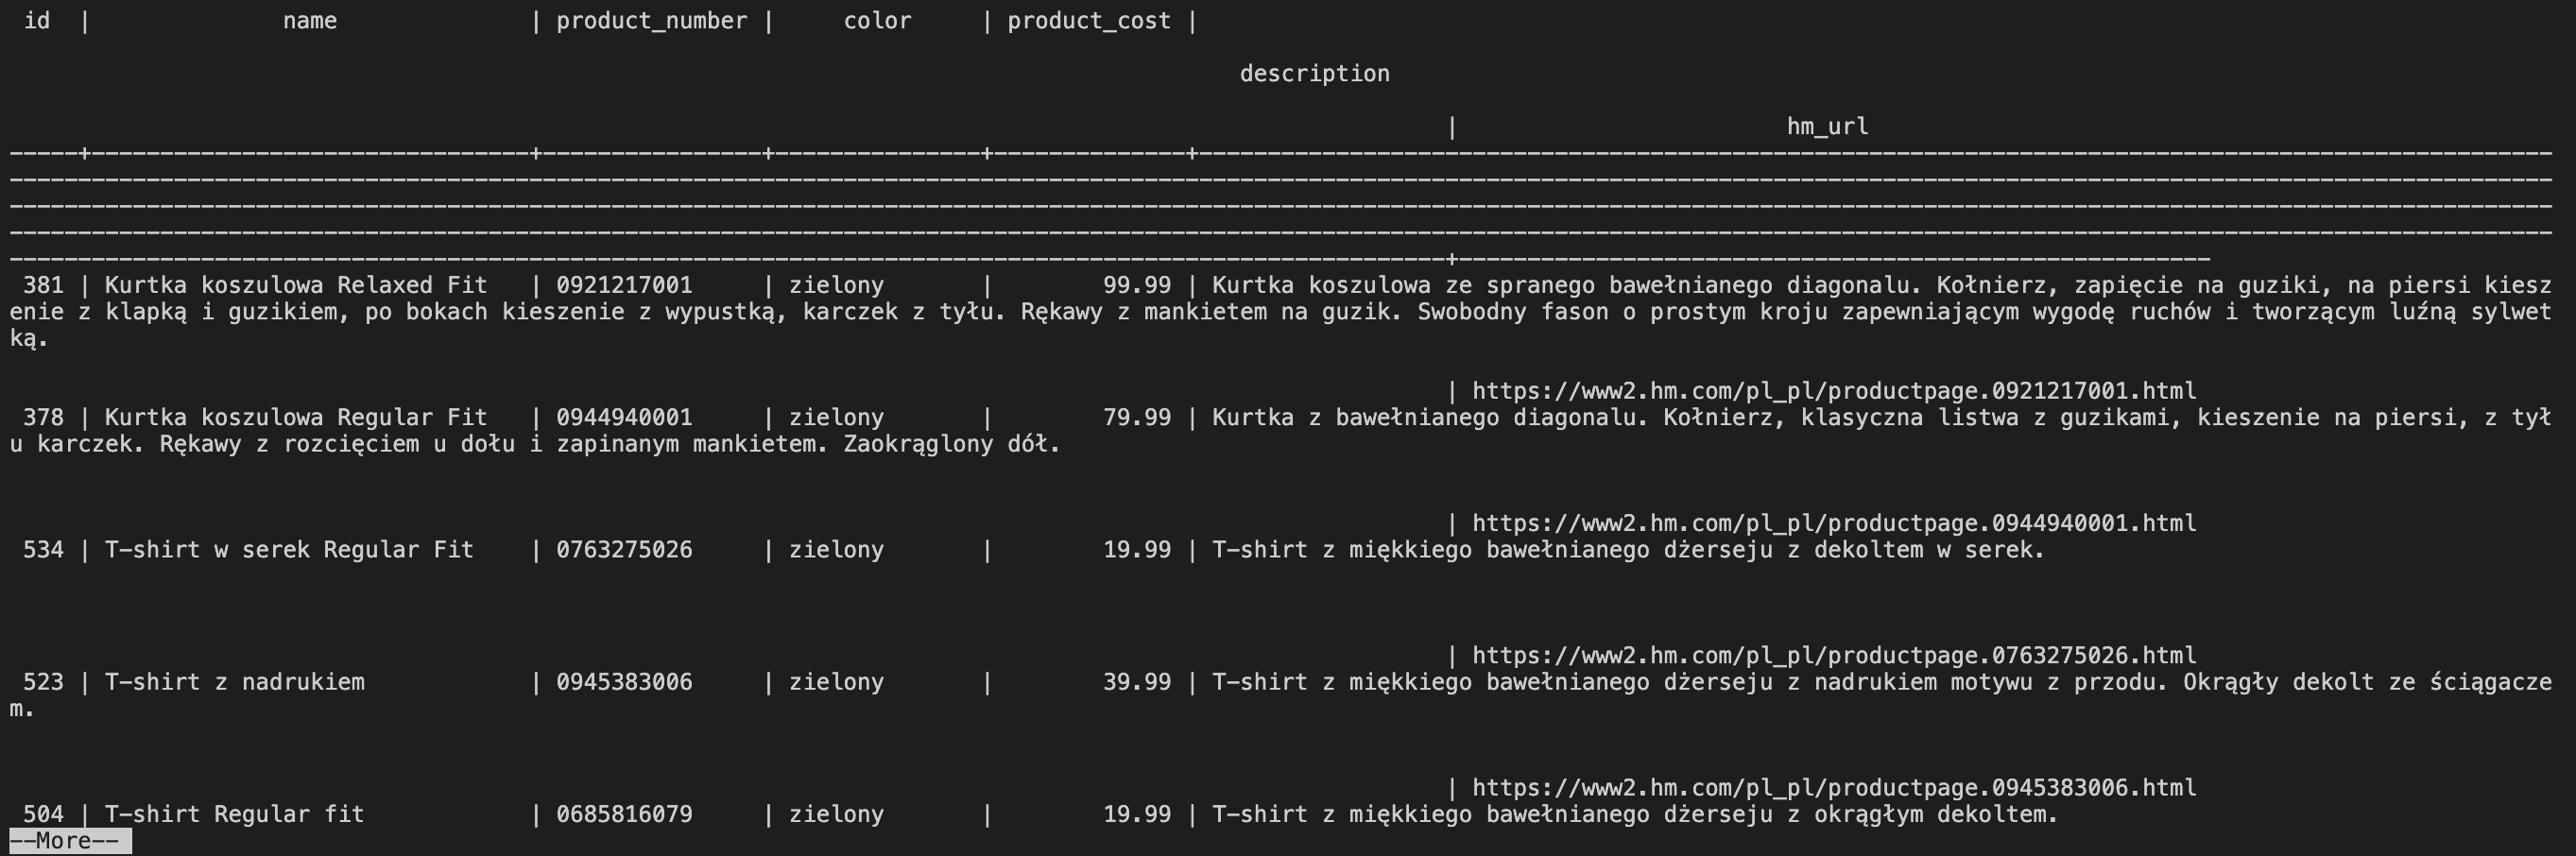 id | name | product_number | color | product_cost |
description
| hm_url
-----+--------------------------------+----------------+---------------+--------------+---------------------------------------------------------------------------------------------------
381 | Kurtka koszulowa Relaxed Fit | 0921217001 | zielony | 99.99 | Kurtka koszulowa ze spranego bawełnianego diagonalu. Kołnierz, zapięcie na guziki, na piersi kiesz
enie z klapką i guzikiem, po bokach kieszenie z wypustką, karczek z tyłu. Rękawy z mankietem na guzik. Swobodny fason o prostym kroju zapewniającym wygodę ruchów i tworzącym luźną sylwet
ką.
| https://www2.hm.com/pl_pl/productpage.0921217001.html
378 | Kurtka koszulowa Regular Fit | 0944940001 | zielony | 79.99 | Kurtka z bawełnianego diagonalu. Kołnierz, klasyczna listwa z guzikami, kieszenie na piersi, z tył
u karczek. Rękawy z rozcięciem u dołu i zapinanym mankietem. Zaokrąglony dół.
| https://www2.hm.com/pl_pl/productpage.0944940001.html
534 | T-shirt w serek Regular Fit | 0763275026 | zielony | 19.99 | T-shirt z miękkiego bawełnianego dżerseju z dekoltem w serek.
| https://www2.hm.com/pl_pl/productpage.0763275026.html
523 | T-shirt z nadrukiem | 0945383006 | zielony | 39.99 | T-shirt z miękkiego bawełnianego dżerseju z nadrukiem motywu z przodu. Okrągły dekolt ze ściągacze
m.
| https://www2.hm.com/pl_pl/productpage.0945383006.html
504 | T-shirt Regular fit | 0685816079 | zielony | 19.99 | T-shirt z miękkiego bawełnianego dżerseju z okrągłym dekoltem.
--More--